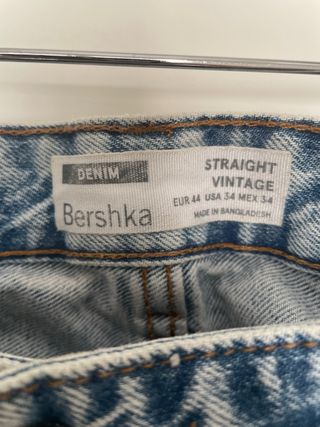 DENIM
Bershka
STRAIGHT
VINTAGE
EUR 44 USA 34 MEX 34
MADE IN BANGLADESH